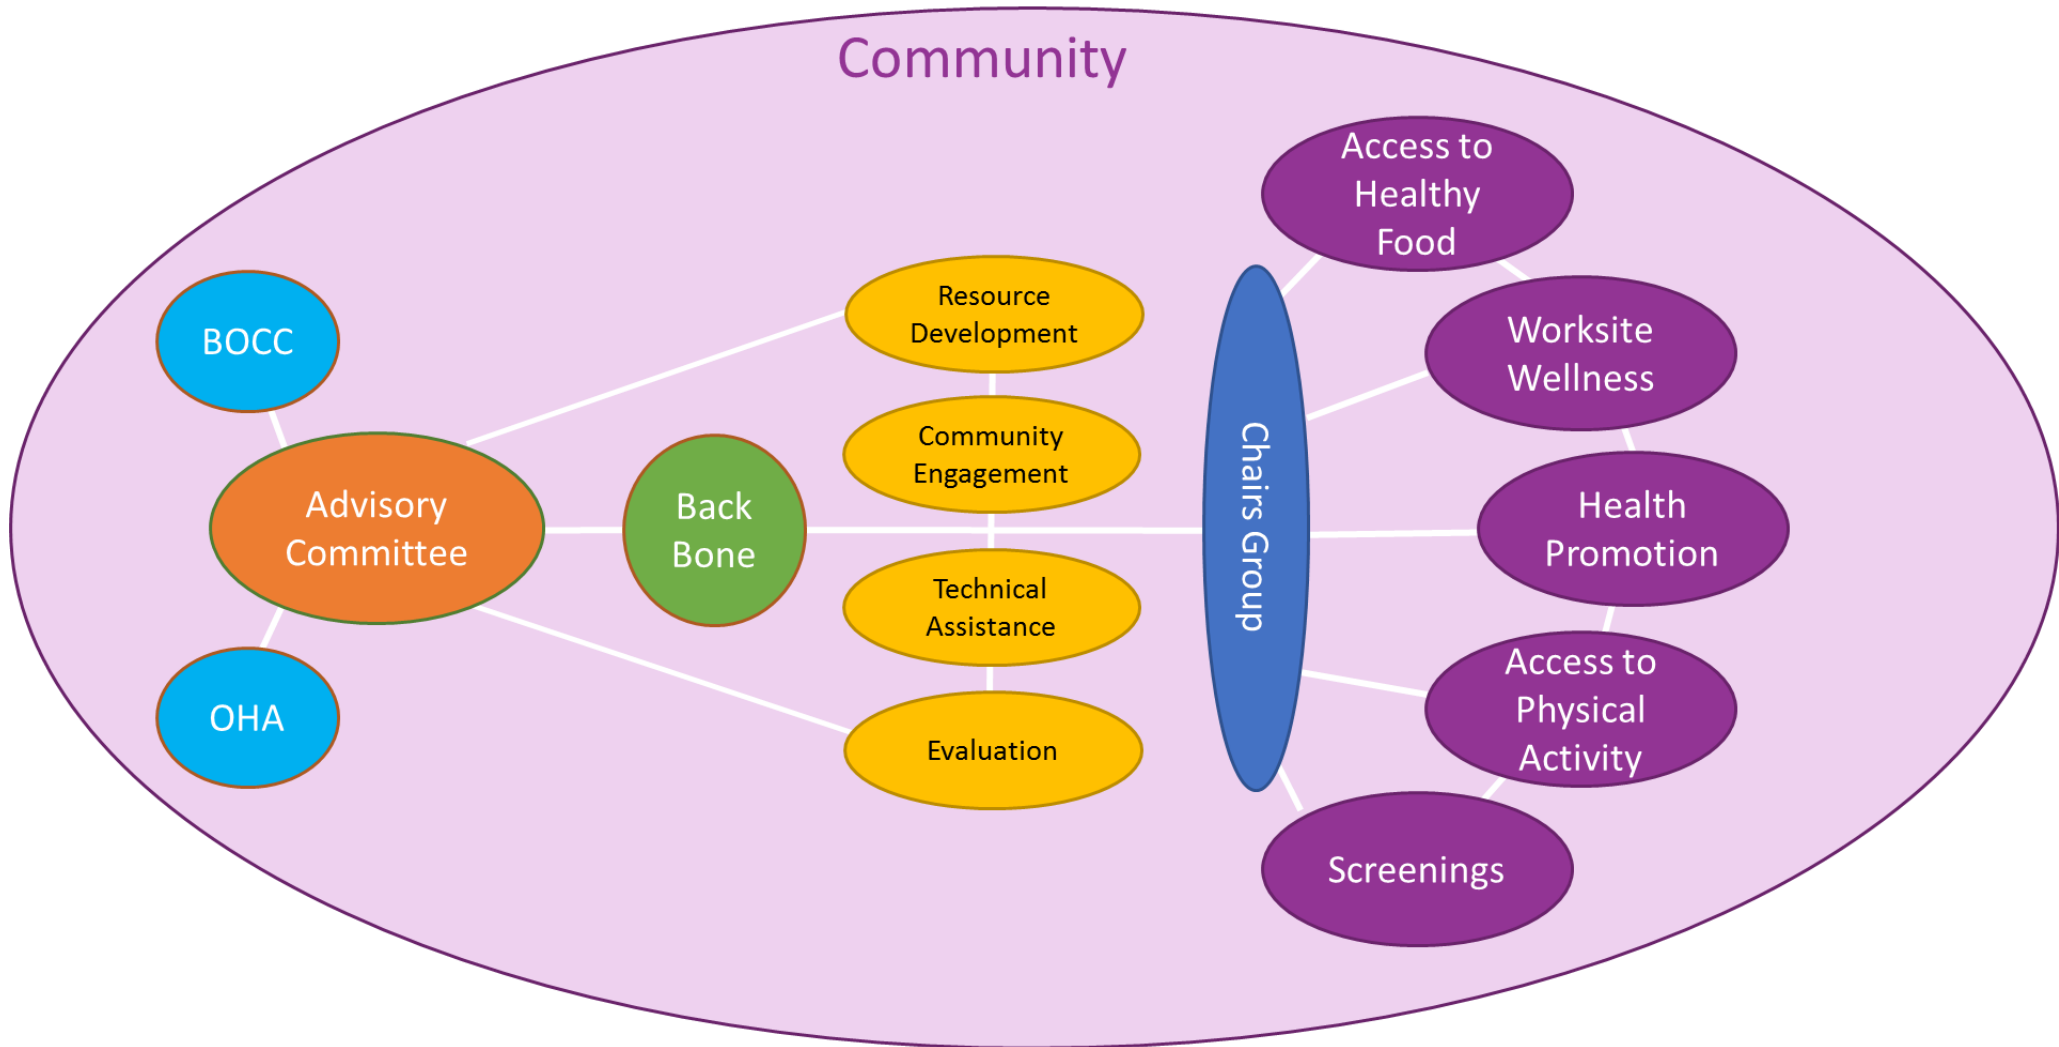 Community
BOCC
Advisory
Committee
OHA
Back
Bone
Resource
Development
Community
Engagement
Technical
Assistance
Evaluation
Chairs Group
Access to
Healthy
Food
Worksite
Wellness
Health
Promotion
Access to
Physical
Activity
Screenings